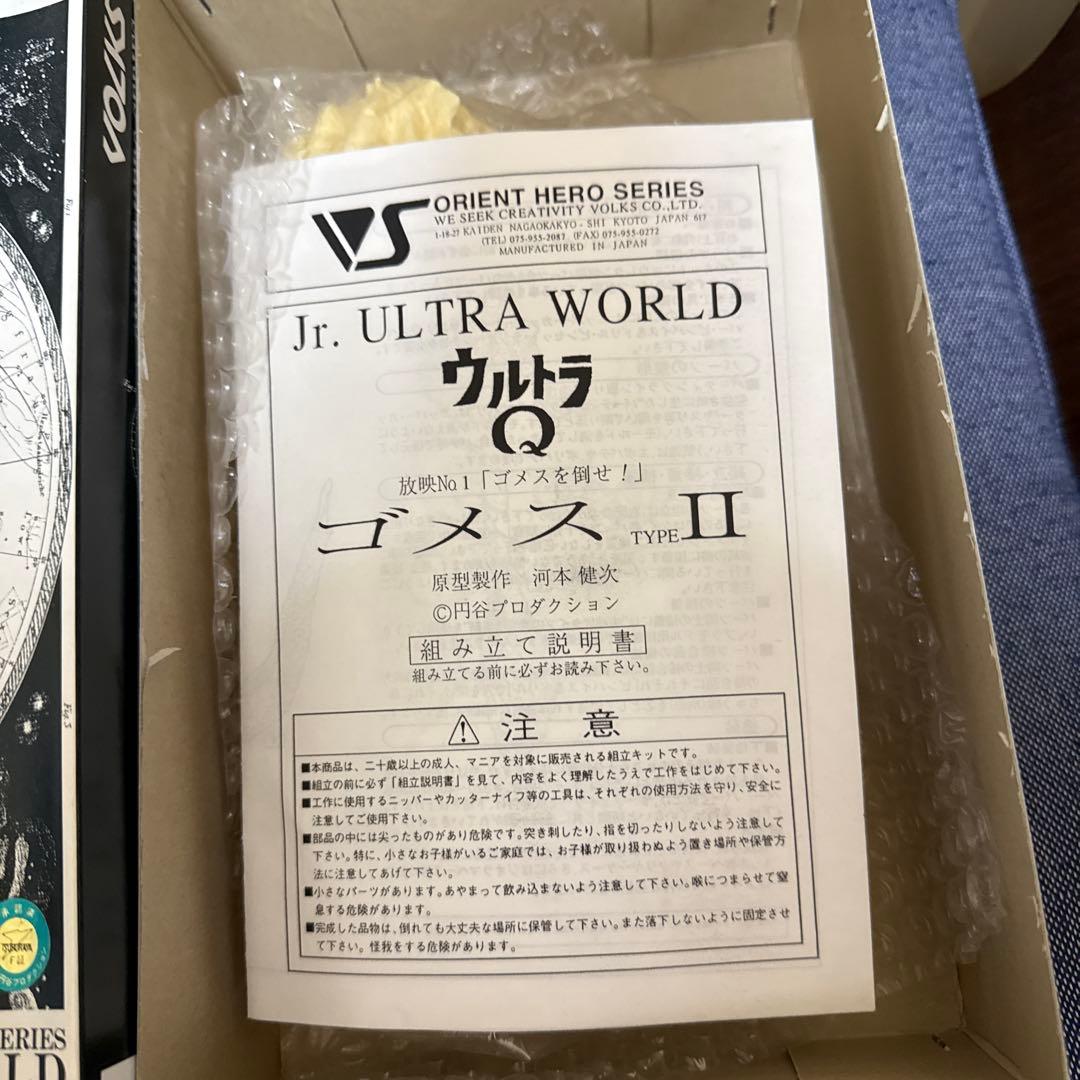 VOLKS
VS
ORIENT HERO SERIES
WE SEEK CREATIVITY VOLKS CO.,LTD.
1-18-27 KAIDEN NAGAOKAKYO-SHI KYOTO JAPAN 617
(TEL) 075-955-2087 (FAX) 075-955-0272
MANUFACTURED IN JAPAN
Jr. ULTRA WORLD
ウルトラ
Q
放映No.1「ゴメスを倒せ!」
ゴメス TYPE II
原型製作 河本 健次
©円谷プロダクション
組み立て説明書
組み立てる前に必ずお読み下さい。
注 意
■本商品は、二十歳以上の成人、マニアを対象に販売される組立キットです。
■組立の前に必ず「組立説明書」を見て、内容をよく理解したうえで工作をはじめて下さい。
■工作に使用するニッパーやカッターナイフ等の工具は、それぞれの使用方法を守り、安全に
注意してご使用下さい。
■部品の中には尖ったものがあり危険です。突き刺したり、指を切ったりしないよう注意して
下さい。特に、小さなお子様がいるご家庭では、お子様が取り扱わぬよう置き場所や保管方
法に注意してあげて下さい。
■小さなパーツがあります。あやまって飲み込まないよう注意して下さい。喉につまらせて窒
息する危険があります。
■完成した品物は、倒れても大丈夫な場所に保管して下さい。また落下しないように固定させ
て下さい。怪我をする危険があります。
Fig.3
ERIES
LD